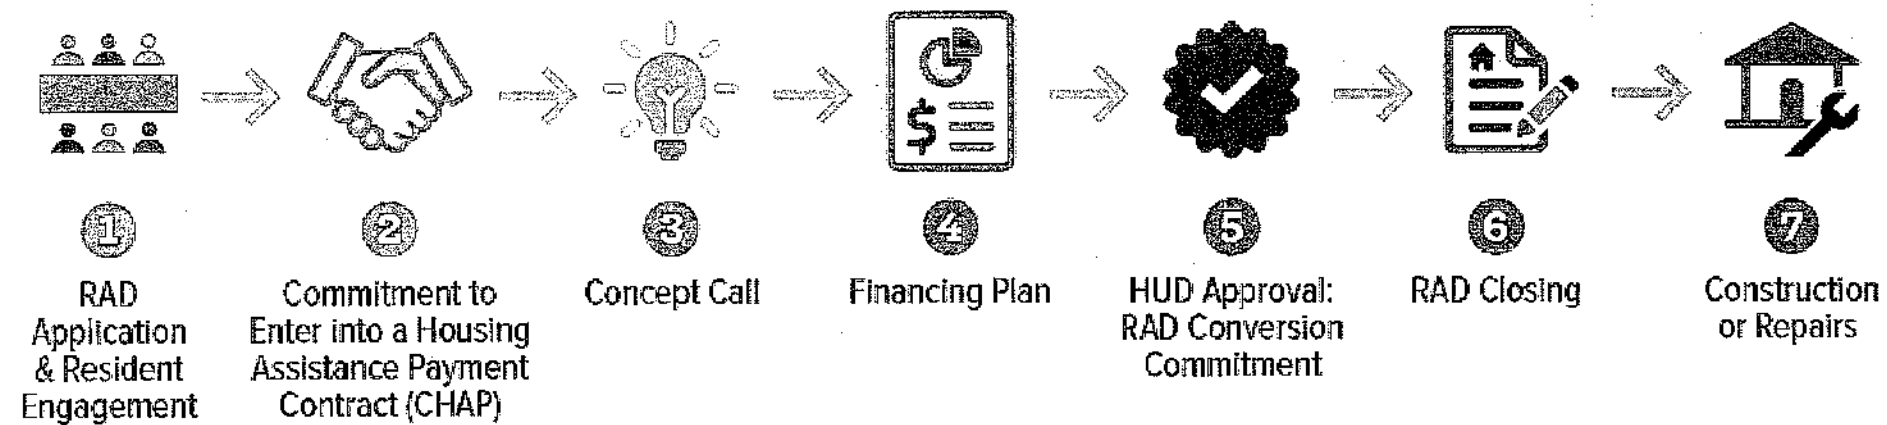 1
RAD
Application
& Resident
Engagement
2
Commitment to
Enter into a Housing
Assistance Payment
Contract (CHAP)
3
Concept Call
$
4
Financing Plan
5
HUD Approval:
RAD Conversion
Commitment
6
RAD Closing
7
Construction
or Repairs